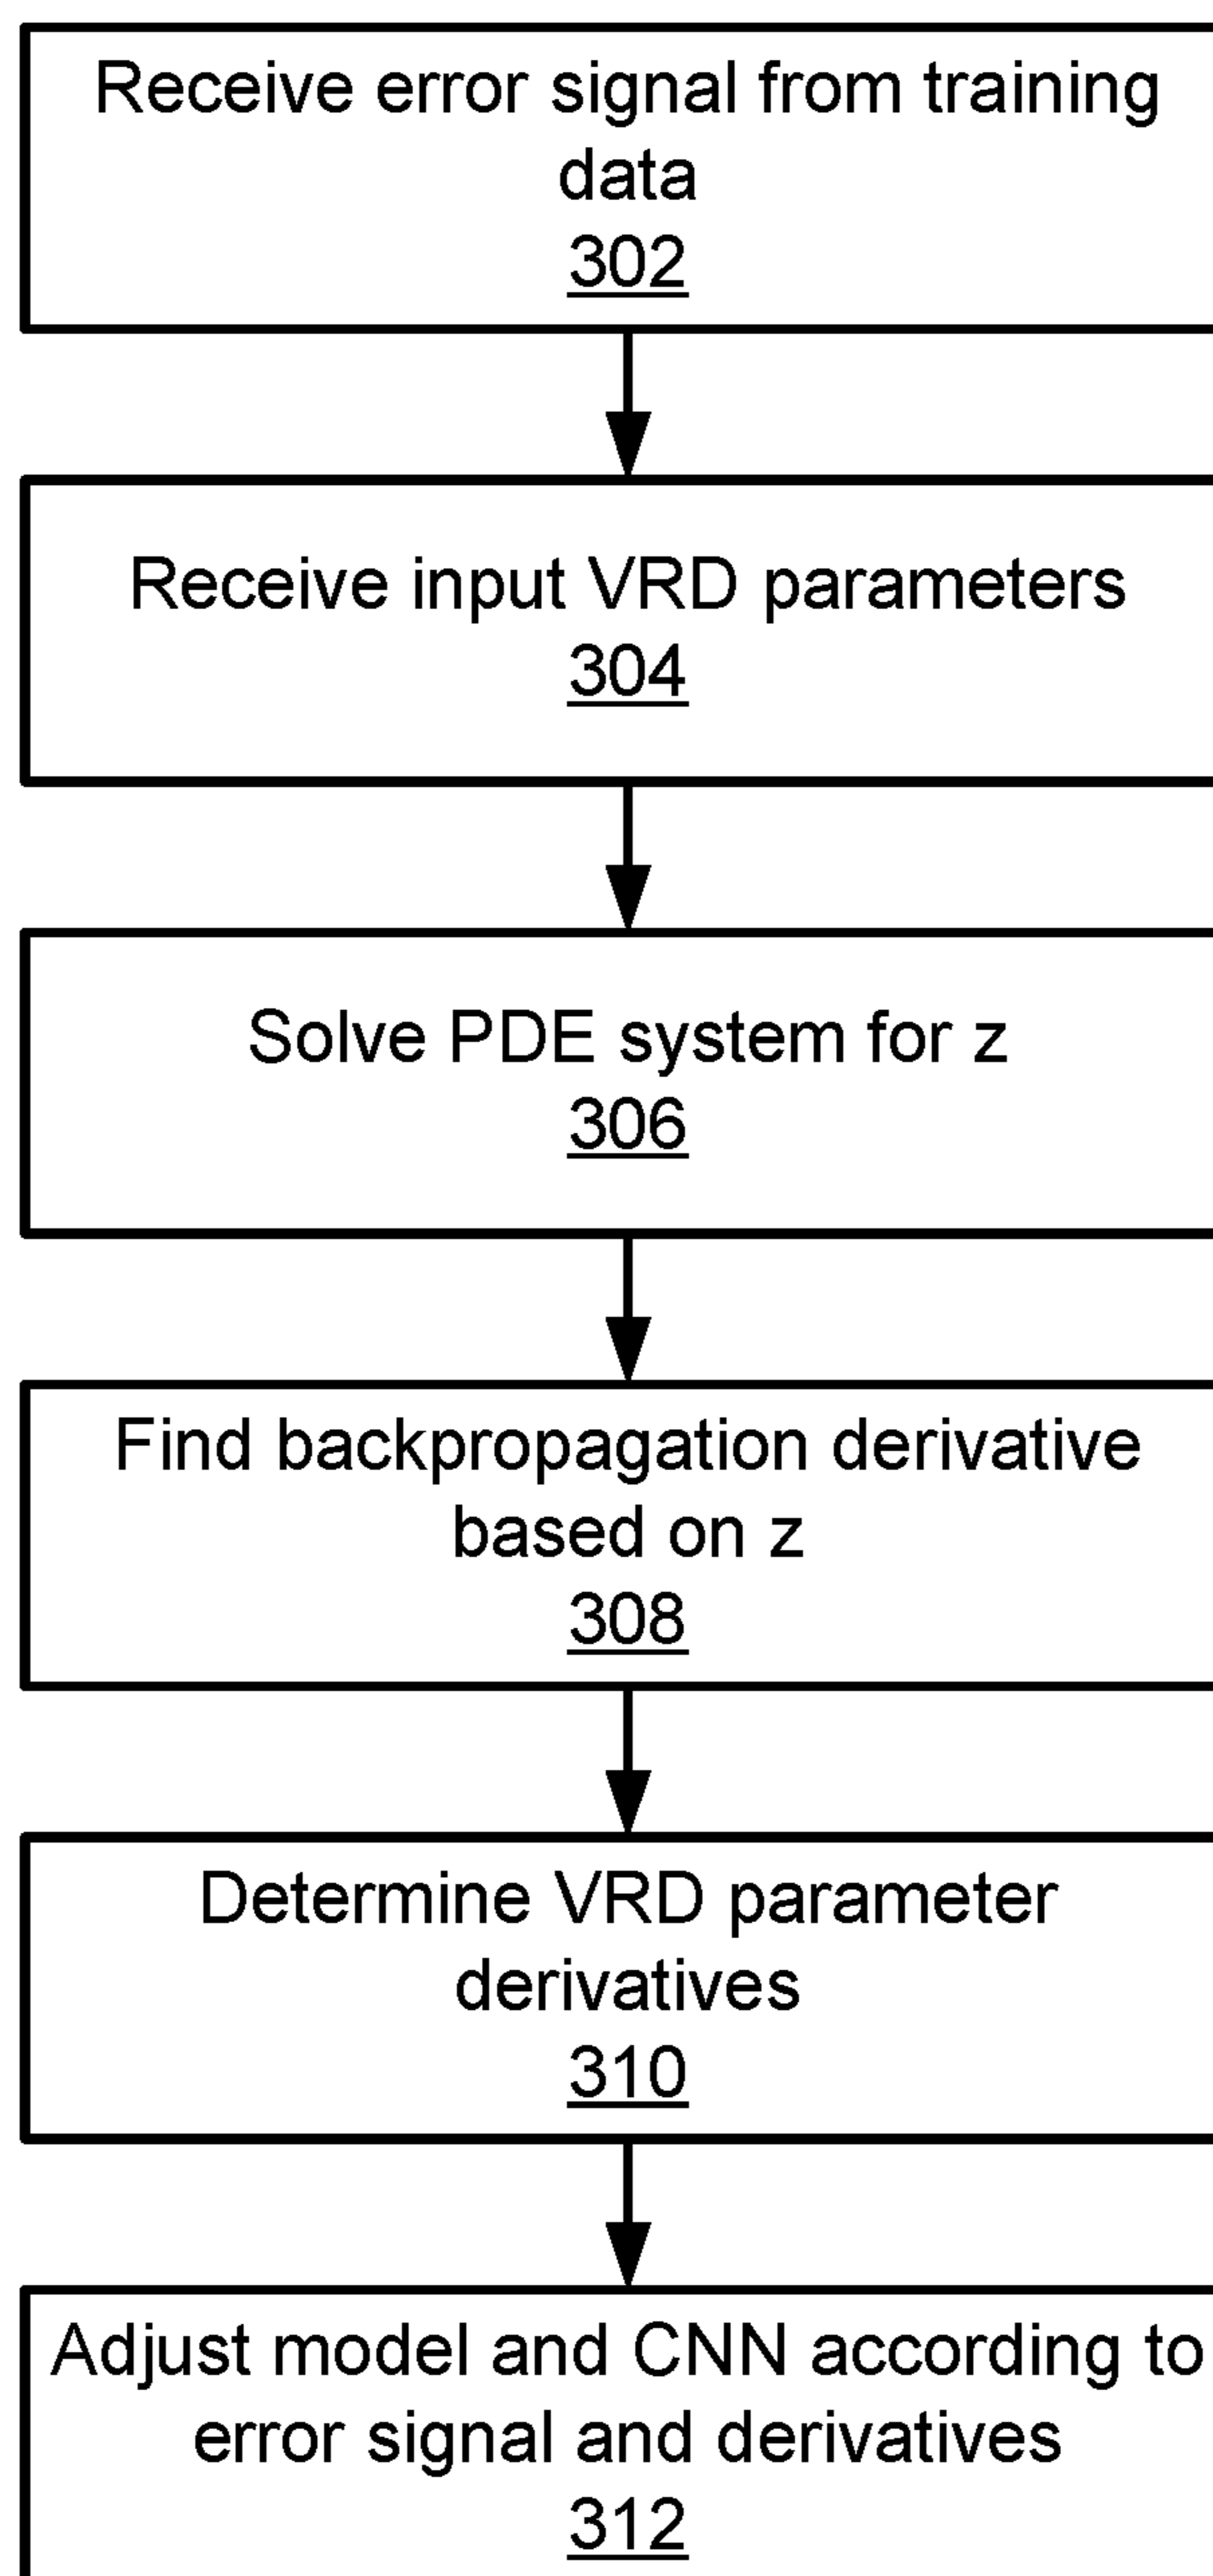 Receive error signal from training
data
302
Receive input VRD parameters
304
Solve PDE system for z
306
Find backpropagation derivative
based on z
308
Determine VRD parameter
derivatives
310
Adjust model and CNN according to
error signal and derivatives
312